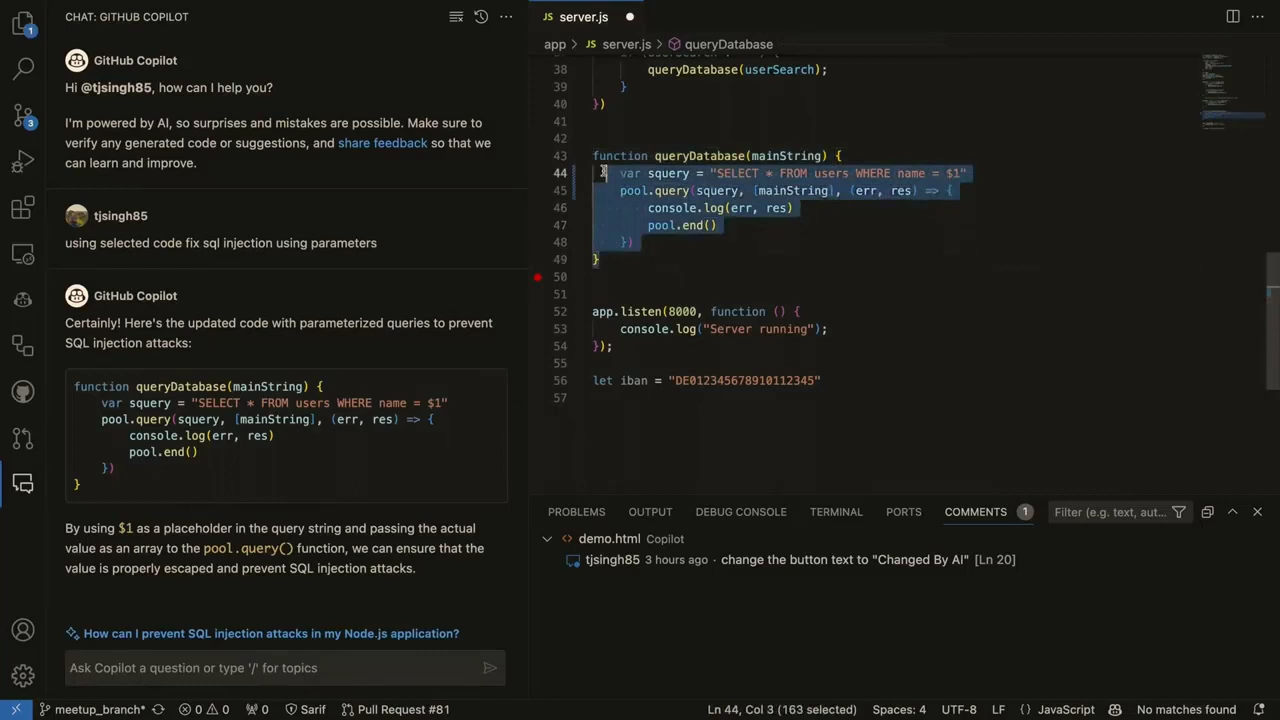 CHAT: GITHUB COPILOT
GitHub Copilot
Hi @tjsingh85, how can I help you?
I'm powered by AI, so surprises and mistakes are possible. Make sure to
verify any generated code or suggestions, and share feedback so that we
can learn and improve.
tjsingh85
using selected code fix sql injection using parameters
GitHub Copilot
Certainly! Here's the updated code with parameterized queries to prevent
SQL injection attacks:
function queryDatabase(mainString) {
var squery = "SELECT * FROM users WHERE name = $1"
pool.query(squery, [mainString], (err, res) => {
console.log(err, res)
pool.end()
})
}
By using $1 as a placeholder in the query string and passing the actual
value as an array to the pool.query() function, we can ensure that the
value is properly escaped and prevent SQL injection attacks.
How can I prevent SQL injection attacks in my Node.js application?
Ask Copilot a question or type '/' for topics
1
3
JS server.js
app > JS server.js > queryDatabase
38 queryDatabase(userSearch);
39 }
40 })
41
42
43 function queryDatabase(mainString) {
44 var squery = "SELECT * FROM users WHERE name = $1"
45 pool.query(squery, [mainString], (err, res) => {
46 console.log(err, res)
47 pool.end()
48 })
49 }
50
51
52 app.listen(8000, function () {
53 console.log("Server running");
54 });
55
56 let iban = "DE012345678910112345"
57
PROBLEMS OUTPUT DEBUG CONSOLE TERMINAL PORTS COMMENTS 1 Filter (e.g. text, aut...
demo.html Copilot
tjsingh85 3 hours ago · change the button text to "Changed By AI" [Ln 20]
meetup_branch* 0 0 0 Sarif Pull Request #81 Ln 44, Col 3 (163 selected) Spaces: 4 UTF-8 LF {} JavaScript No matches found